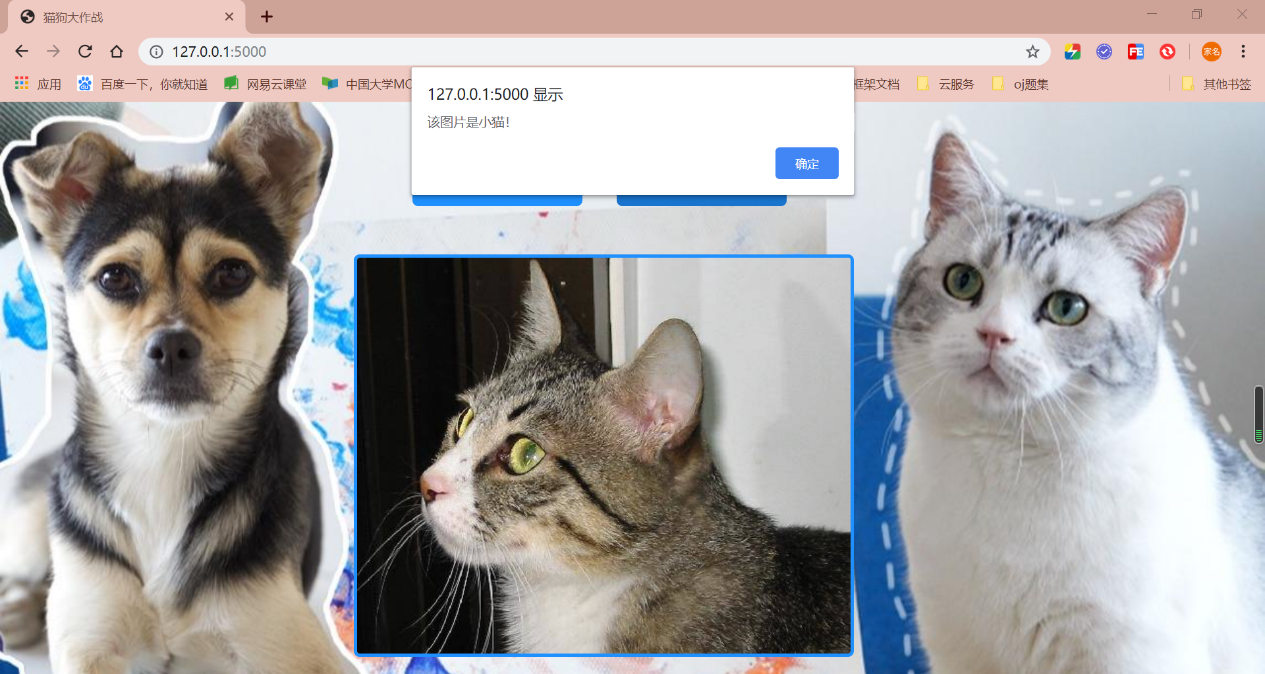 猫狗大作战
127.0.0.1:5000
应用
百度一下，你就知道
网易云课堂
中国大学MO
框架文档
云服务
oj题集
其他书签
127.0.0.1:5000 显示
该图片是小猫！
确定